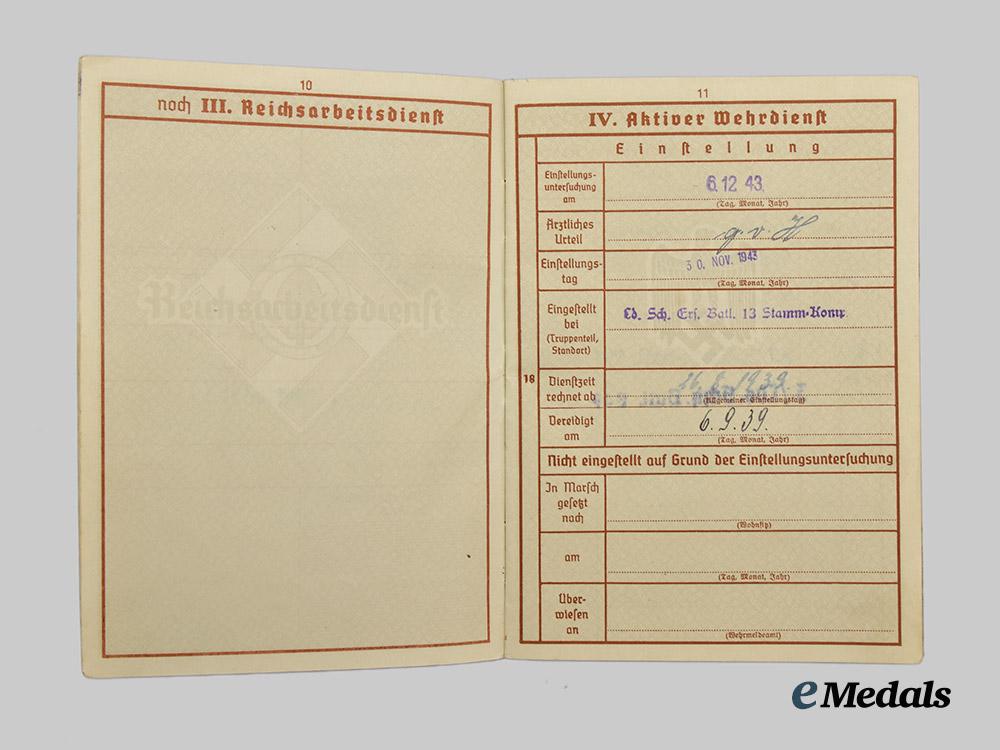 10
noch III. Reichsarbeitsdienst
Reichsarbeitsdienst
11
IV. Aktiver Wehrdienst
Einstellung
18
Einstellungs-
untersuchung
am
6. 12 43.
(Tag, Monat, Jahr)
Ärztliches
Urteil
g. v. H
Einstellungs-
tag
30. NOV. 1943
(Tag, Monat, Jahr)
Eingestellt
bei
(Truppenteil,
Standort)
Ld. Sch. Ers. Batl. 13 Stamm-Komp.
Dienstzeit
rechnet ab
26. 8. 1939.
(Allgemeiner Einstellungstag)
Vereidigt
am
6. 9. 39.
(Tag, Monat, Jahr)
Nicht eingestellt auf Grund der Einstellungsuntersuchung
In Marsch
gesetzt
nach
(Wohnsitz)
am
(Tag, Monat, Jahr)
Über-
wiesen
an
(Wehrmeldeamt)
eMedals